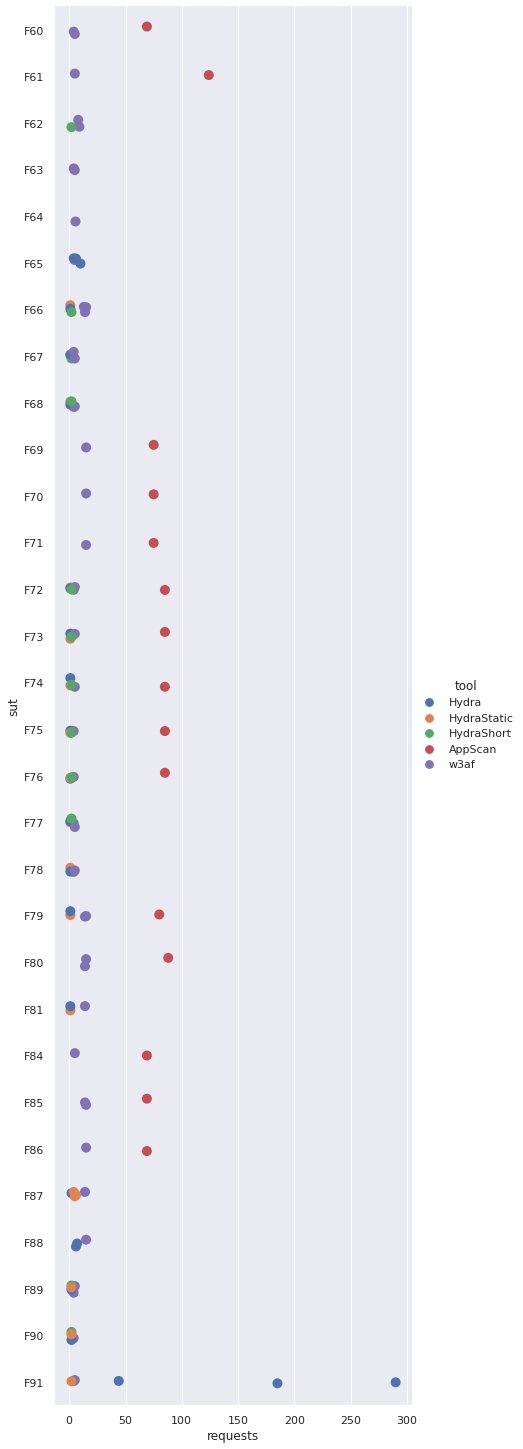 F60
F61
F62
F63
F64
F65
F66
F67
F68
F69
F70
F71
F72
F73
F74
F75
F76
F77
F78
F79
F80
F81
F84
F85
F86
F87
F88
F89
F90
F91
sut
0 50 100 150 200 250 300
requests
tool
Hydra
HydraStatic
HydraShort
AppScan
w3af